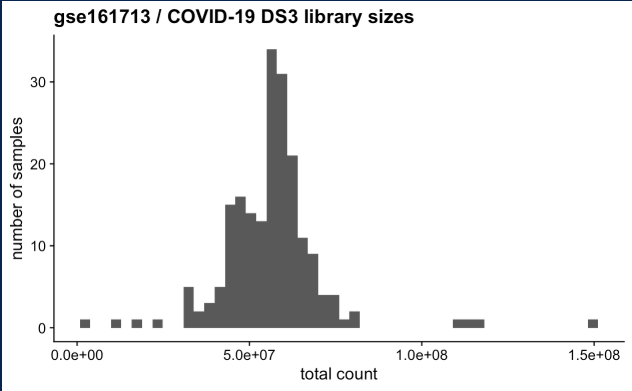 gse161713 / COVID-19 DS3 library sizes
number of samples
30
20
10
0
0.0e+00 5.0e+07 1.0e+08 1.5e+08
total count